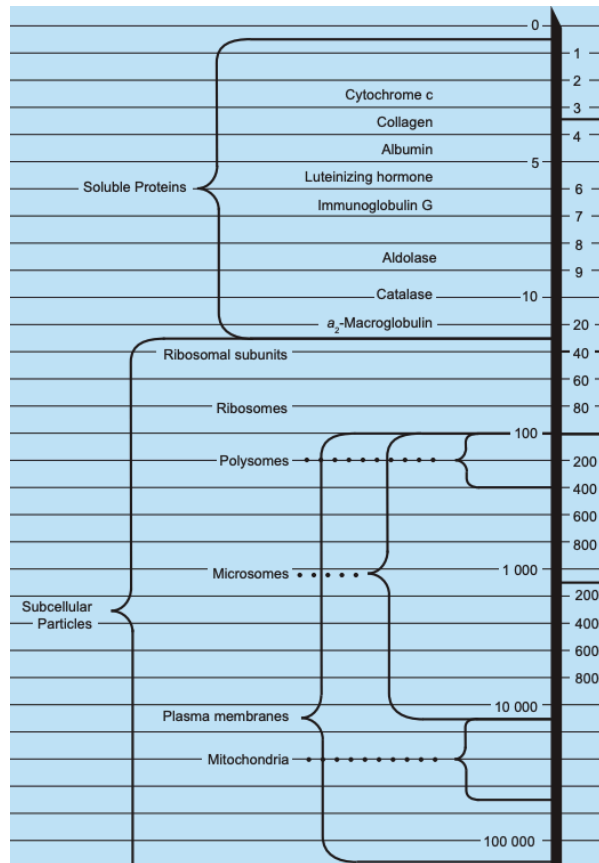 0
1
2
Cytochrome c
3
Collagen
4
Albumin
5
Luteinizing hormone
Soluble Proteins
6
Immunoglobulin G
7
8
Aldolase
9
Catalase
10
a2-Macroglobulin
20
Ribosomal subunits
40
60
Ribosomes
80
100
Polysomes
200
400
600
800
Microsomes
1 000
200
Subcellular
Particles
400
600
800
10 000
Plasma membranes
Mitochondria
100 000